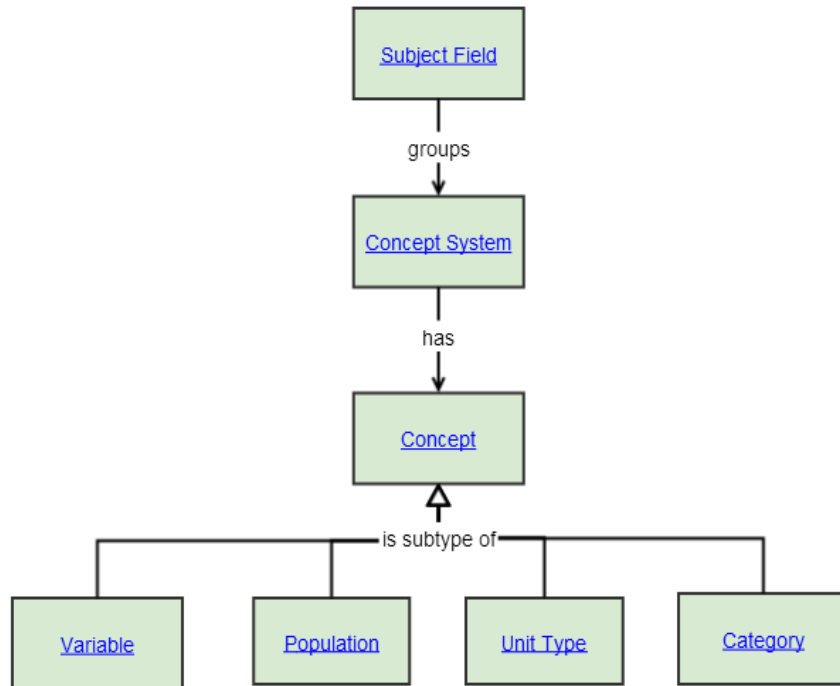 Subject Field
groups
Concept System
has
Concept
is subtype of
Variable
Population
Unit Type
Category